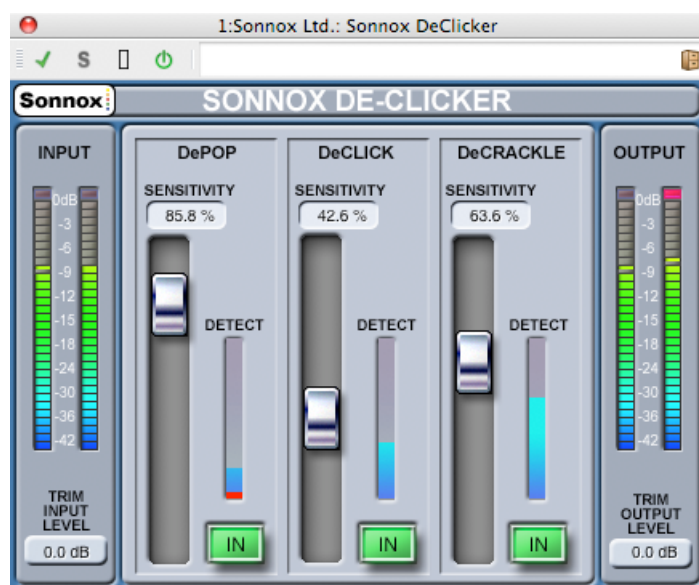 1:Sonnox Ltd.: Sonnox DeClicker
S
Sonnox
SONNOX DE-CLICKER
INPUT
0dB
-3
-6
-9
-12
-15
-18
-24
-30
-36
-42
TRIM
INPUT
LEVEL
0.0 dB
DePOP
SENSITIVITY
85.8 %
DETECT
IN
DeCLICK
SENSITIVITY
42.6 %
DETECT
IN
DeCRACKLE
SENSITIVITY
63.6 %
DETECT
IN
OUTPUT
0dB
-3
-6
-9
-12
-15
-18
-24
-30
-36
-42
TRIM
OUTPUT
LEVEL
0.0 dB